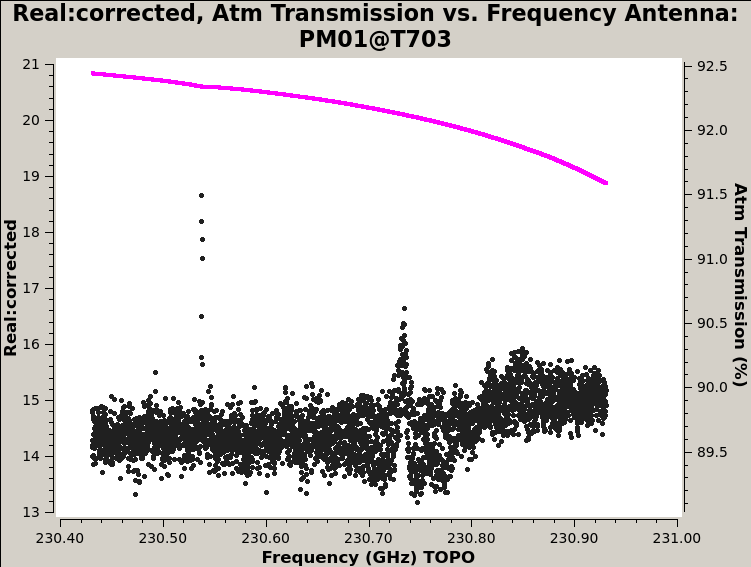 Real:corrected, Atm Transmission vs. Frequency Antenna:
PM01@T703
21
20
19
18
17
16
15
14
13
Real:corrected
92.5
92.0
91.5
91.0
90.5
90.0
89.5
Atm Transmission (%)
230.40 230.50 230.60 230.70 230.80 230.90 231.00
Frequency (GHz) TOPO